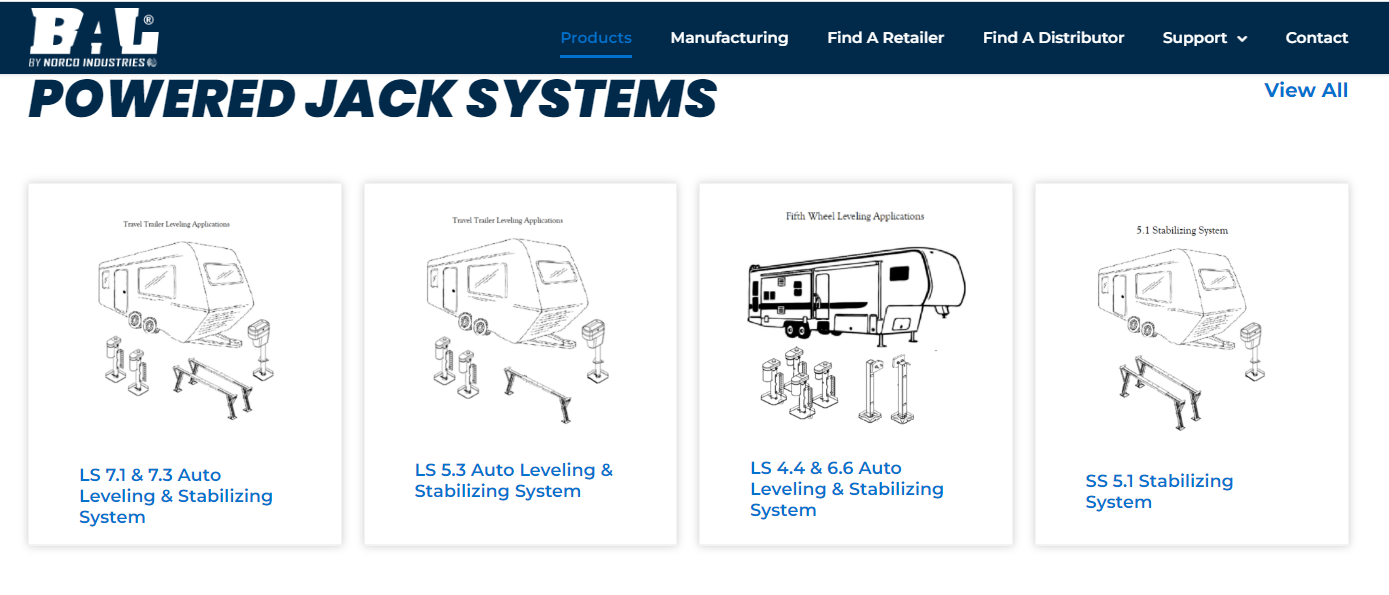 BAL®
BY NORCO INDUSTRIES
Products Manufacturing Find A Retailer Find A Distributor Support Contact
POWERED JACK SYSTEMS
View All
Travel Trailer Leveling Applications
LS 7.1 & 7.3 Auto
Leveling & Stabilizing
System
Travel Trailer Leveling Applications
LS 5.3 Auto Leveling &
Stabilizing System
Fifth Wheel Leveling Applications
LS 4.4 & 6.6 Auto
Leveling & Stabilizing
System
5.1 Stabilizing System
SS 5.1 Stabilizing
System